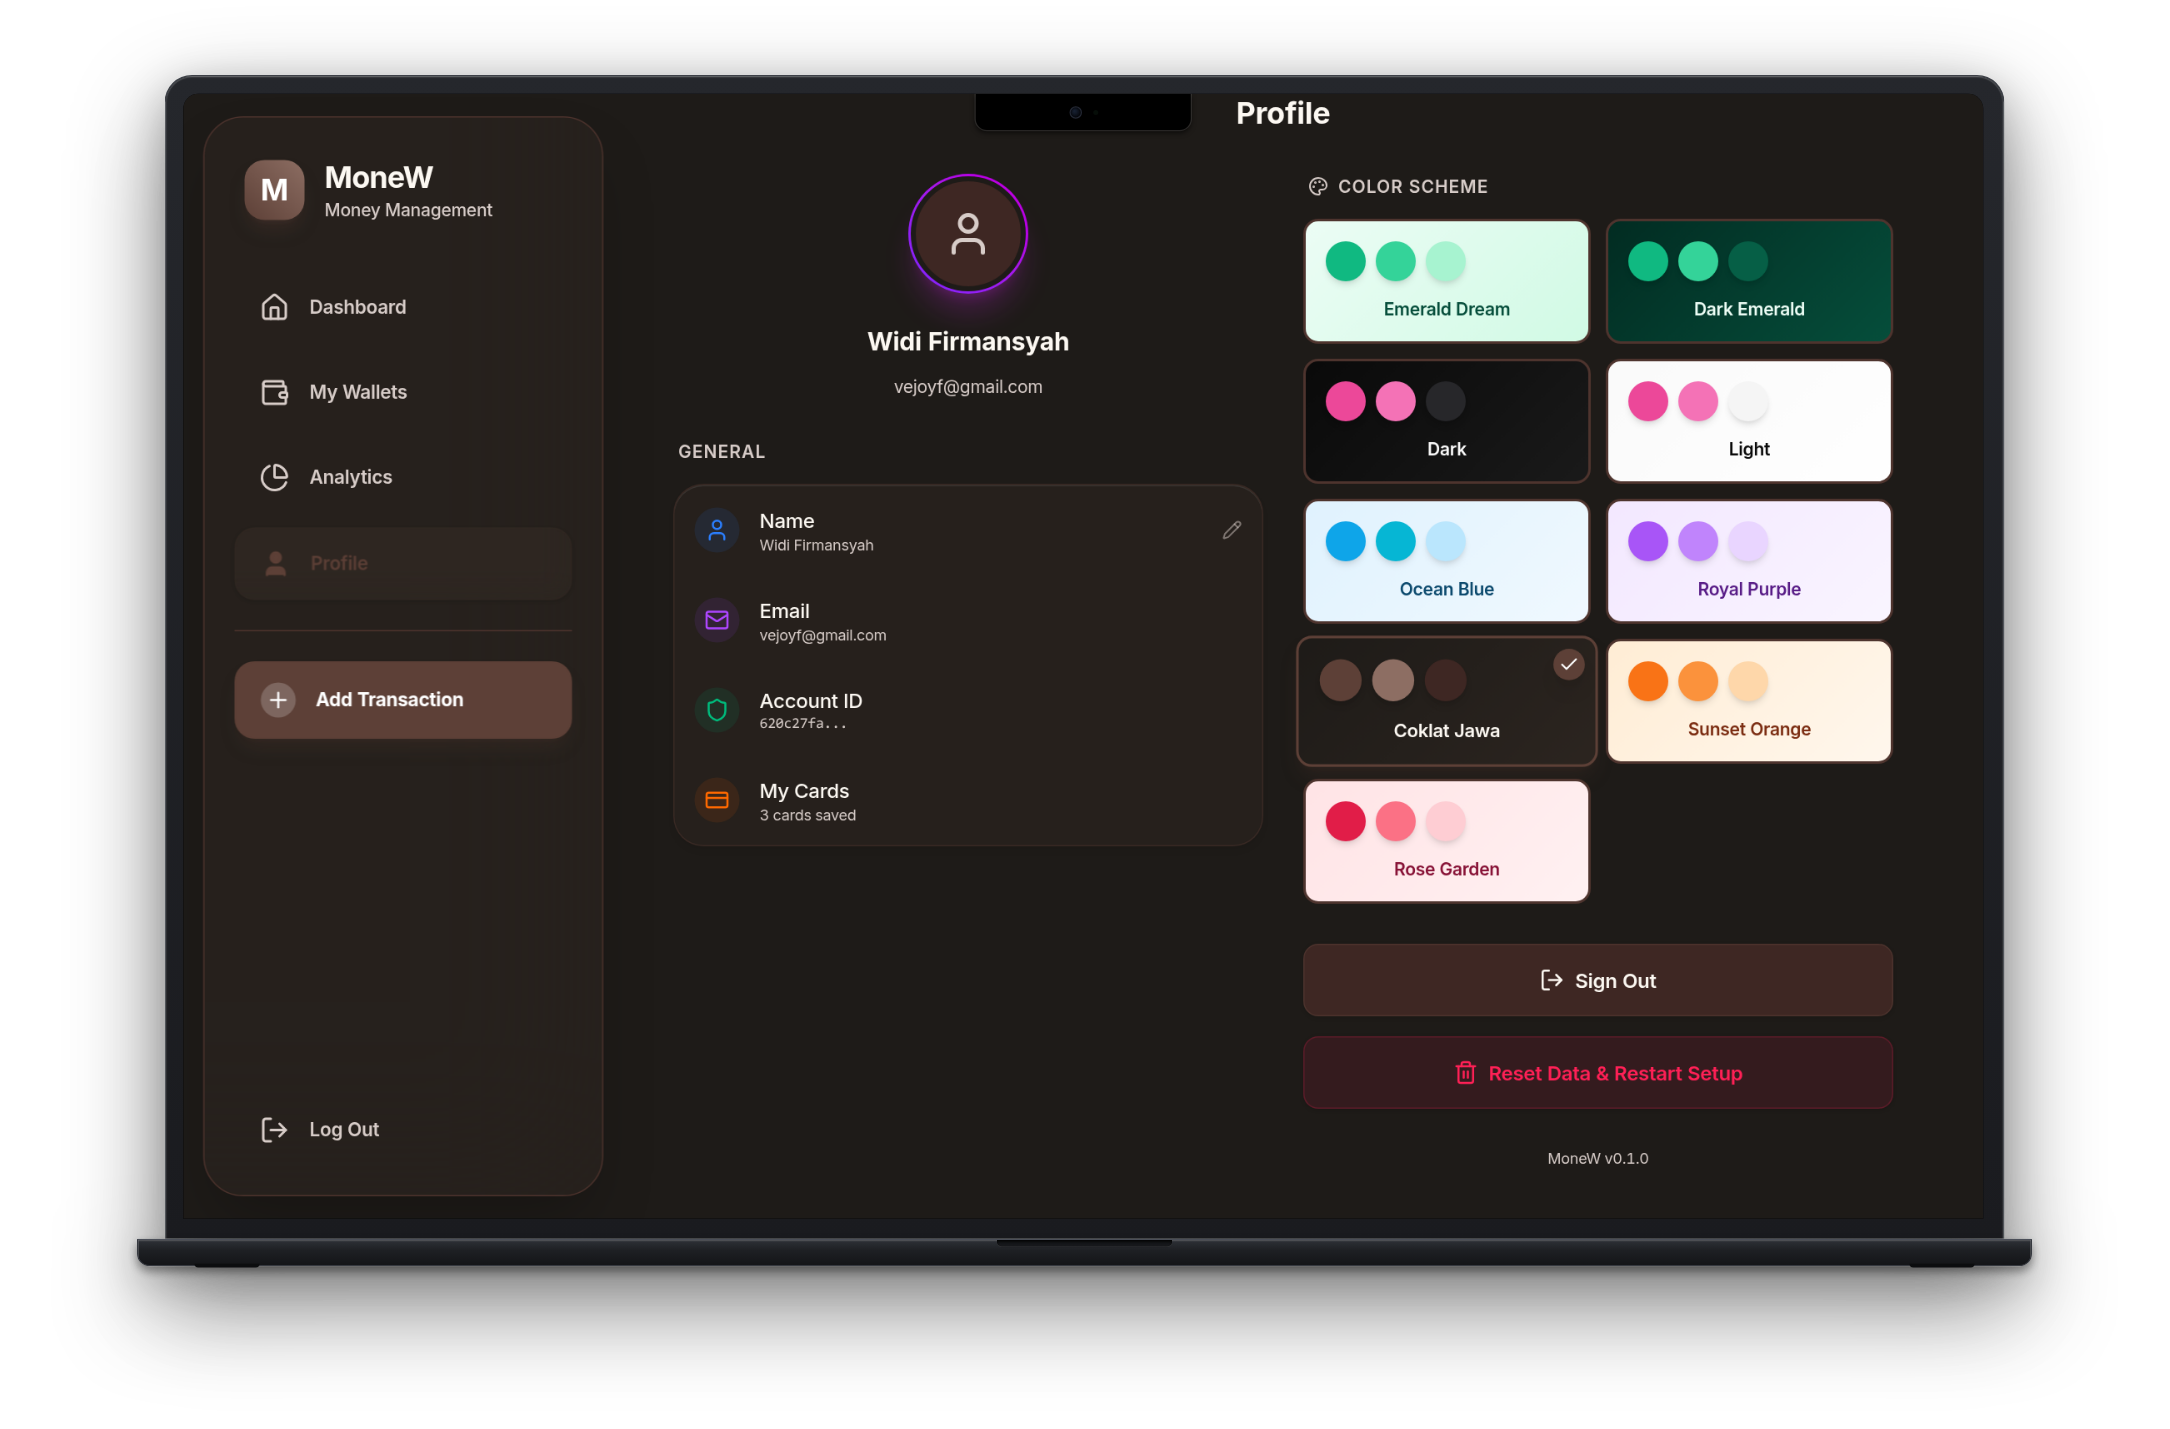 M
MoneW
Money Management
Dashboard
My Wallets
Analytics
Profile
Add Transaction
Log Out
Profile
Widi Firmansyah
vejoyf@gmail.com
GENERAL
Name
Widi Firmansyah
Email
vejoyf@gmail.com
Account ID
620c27fa...
My Cards
3 cards saved
COLOR SCHEME
Emerald Dream
Dark Emerald
Dark
Light
Ocean Blue
Royal Purple
Coklat Jawa
Sunset Orange
Rose Garden
Sign Out
Reset Data & Restart Setup
MoneW v0.1.0